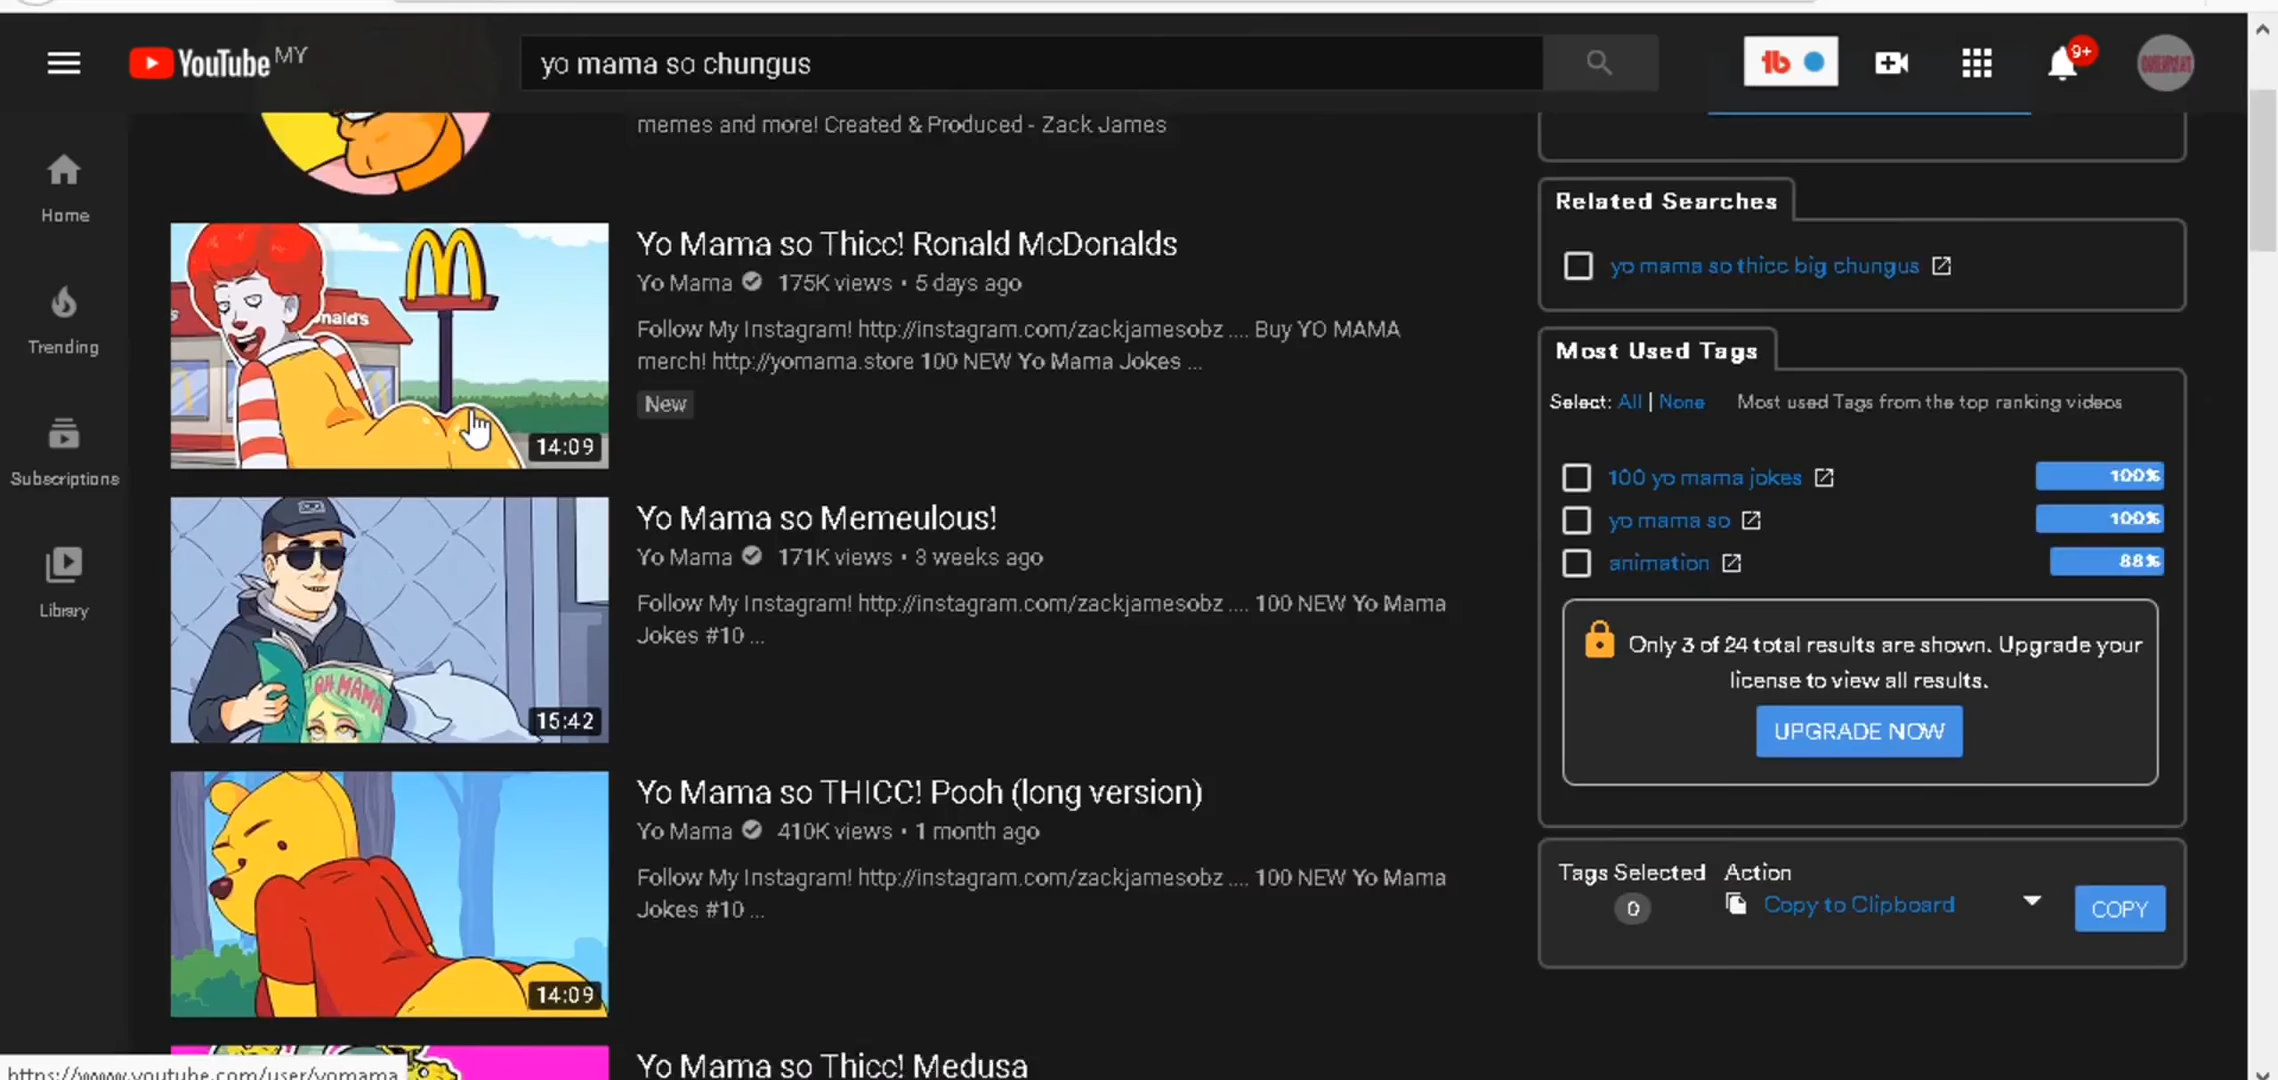 YouTube MY
yo mama so chungus
9+
memes and more! Created & Produced - Zack James
Home
Trending
Subscriptions
Library
Yo Mama so Thicc! Ronald McDonalds
Yo Mama 175K views • 5 days ago
Follow My Instagram! http://instagram.com/zackjamesobz .... Buy YO MAMA
merch! http://yomama.store 100 NEW Yo Mama Jokes ...
New
nald's
14:09
Yo Mama so Memeulous!
Yo Mama 171K views • 3 weeks ago
Follow My Instagram! http://instagram.com/zackjamesobz .... 100 NEW Yo Mama
Jokes #10 ...
OH MAMA
15:42
Yo Mama so THICC! Pooh (long version)
Yo Mama 410K views • 1 month ago
Follow My Instagram! http://instagram.com/zackjamesobz .... 100 NEW Yo Mama
Jokes #10 ...
14:09
Yo Mama so Thicc! Medusa
https://www.youtube.com/user/yomama
Related Searches
yo mama so thicc big chungus
Most Used Tags
Select: All | None Most used Tags from the top ranking videos
100 yo mama jokes 100%
yo mama so 100%
animation 88%
Only 3 of 24 total results are shown. Upgrade your
license to view all results.
UPGRADE NOW
Tags Selected Action
0 Copy to Clipboard COPY